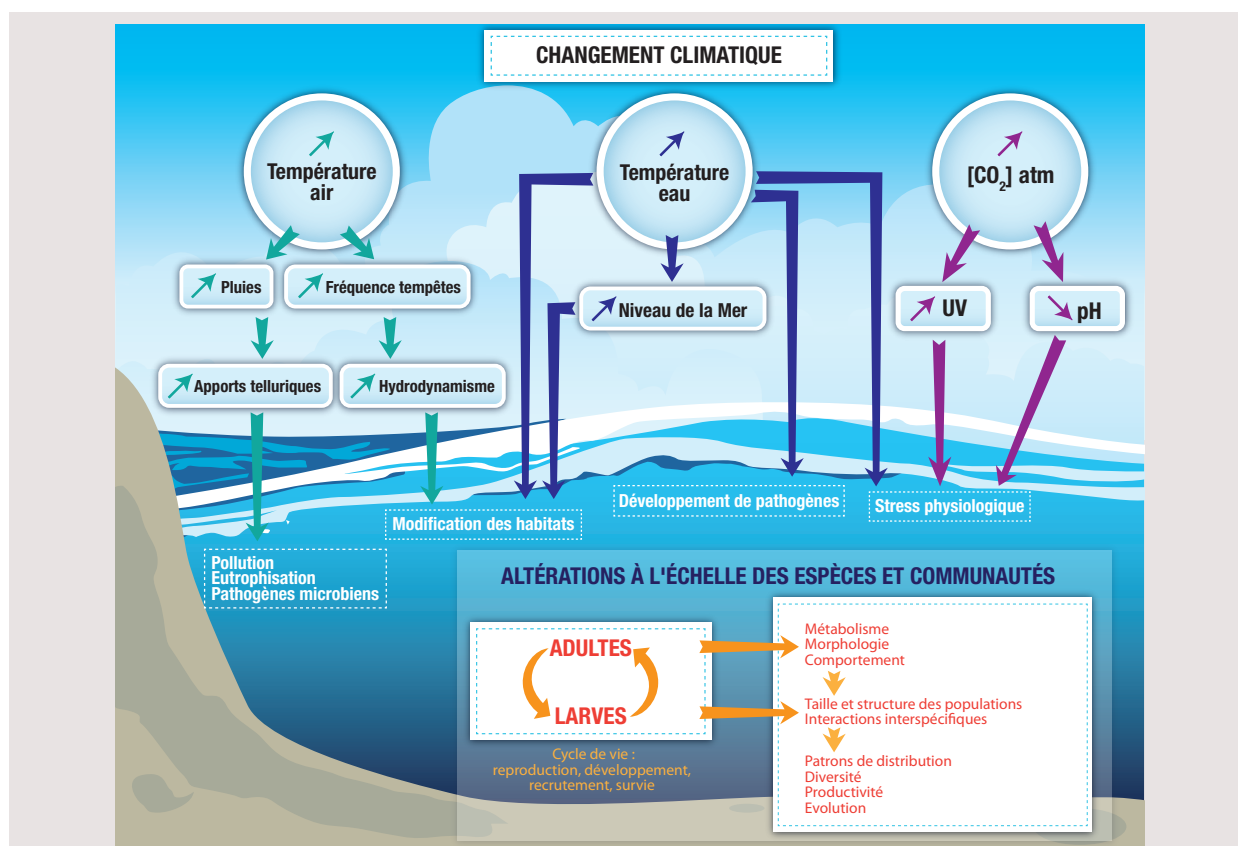 CHANGEMENT CLIMATIQUE
Température
air
Température
eau
[CO₂] atm
Pluies
Fréquence tempêtes
Niveau de la Mer
UV
pH
Apports telluriques
Hydrodynamisme
Modification des habitats
Développement de pathogènes
Stress physiologique
Pollution
Eutrophisation
Pathogènes microbiens
ALTÉRATIONS À L'ÉCHELLE DES ESPÈCES ET COMMUNAUTÉS
ADULTES
LARVES
Cycle de vie :
reproduction, développement,
recrutement, survie
Métabolisme
Morphologie
Comportement
Taille et structure des populations
Interactions interspécifiques
Patrons de distribution
Diversité
Productivité
Evolution